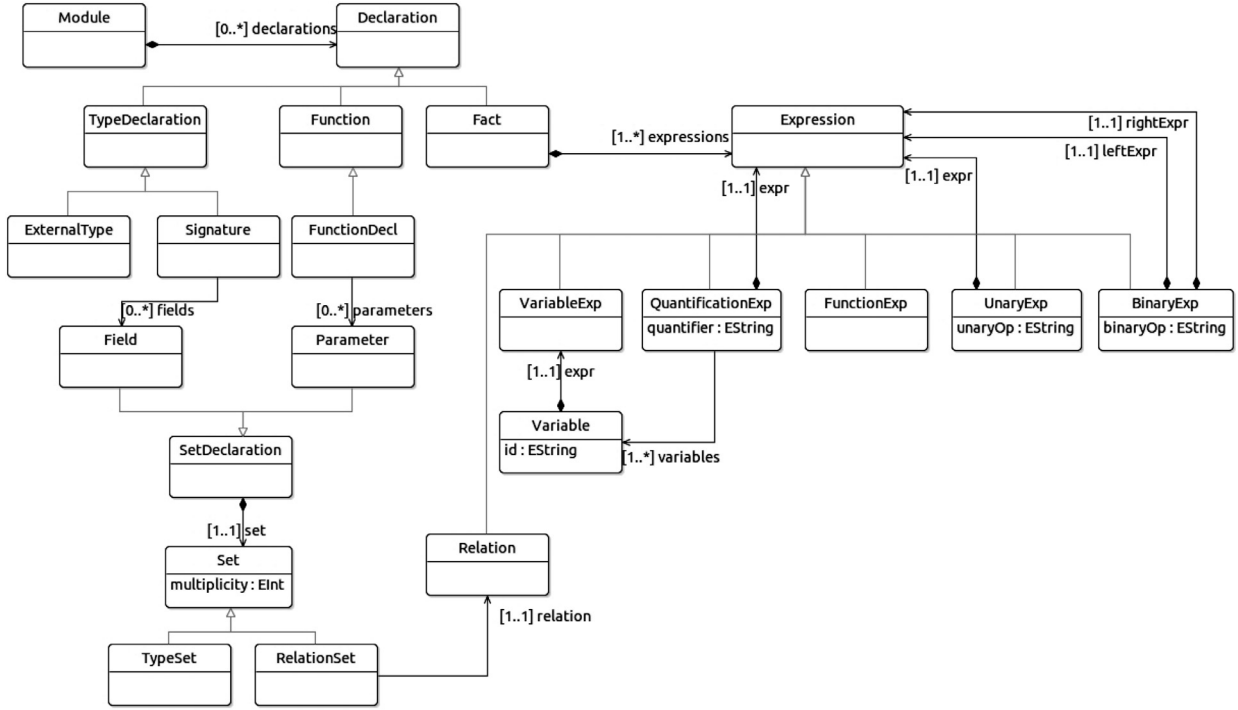 Module
[0..*] declarations
Declaration
TypeDeclaration
Function
Fact
[1..*] expressions
Expression
[1..1] rightExpr
[1..1] leftExpr
[1..1] expr
[1..1] expr
ExternalType
Signature
FunctionDecl
[0..*] fields
[0..*] parameters
VariableExp
QuantificationExp
quantifier : EString
FunctionExp
UnaryExp
unaryOp : EString
BinaryExp
binaryOp : EString
Field
Parameter
[1..1] expr
Variable
id : EString
[1..*] variables
SetDeclaration
[1..1] set
Set
multiplicity : EInt
Relation
[1..1] relation
TypeSet
RelationSet